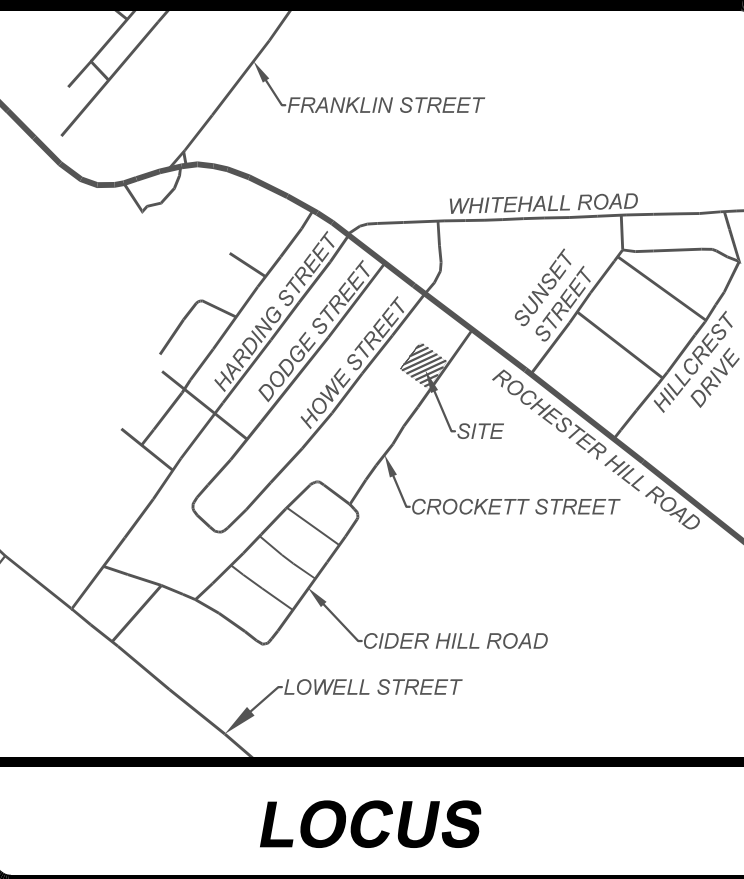 FRANKLIN STREET
WHITEHALL ROAD
HARDING STREET
DODGE STREET
HOWE STREET
SUNSET
STREET
HILLCREST
DRIVE
ROCHESTER HILL ROAD
SITE
CROCKETT STREET
CIDER HILL ROAD
LOWELL STREET
LOCUS